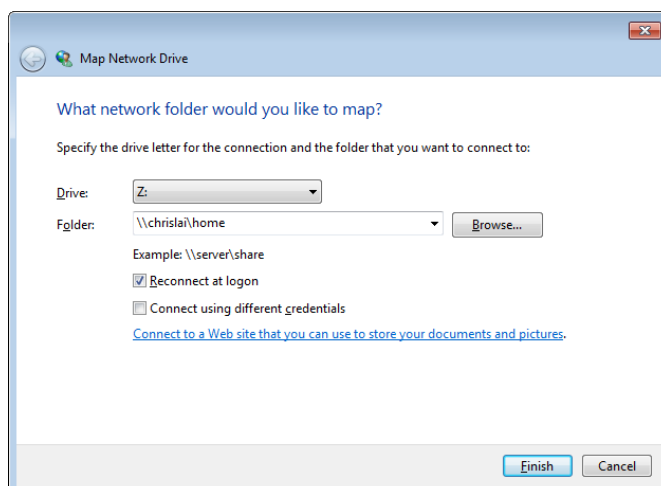 Map Network Drive
What network folder would you like to map?
Specify the drive letter for the connection and the folder that you want to connect to:
Drive: Z:
Folder: \\chrislai\home Browse...
Example: \\server\share
Reconnect at logon
Connect using different credentials
Connect to a Web site that you can use to store your documents and pictures.
Finish Cancel